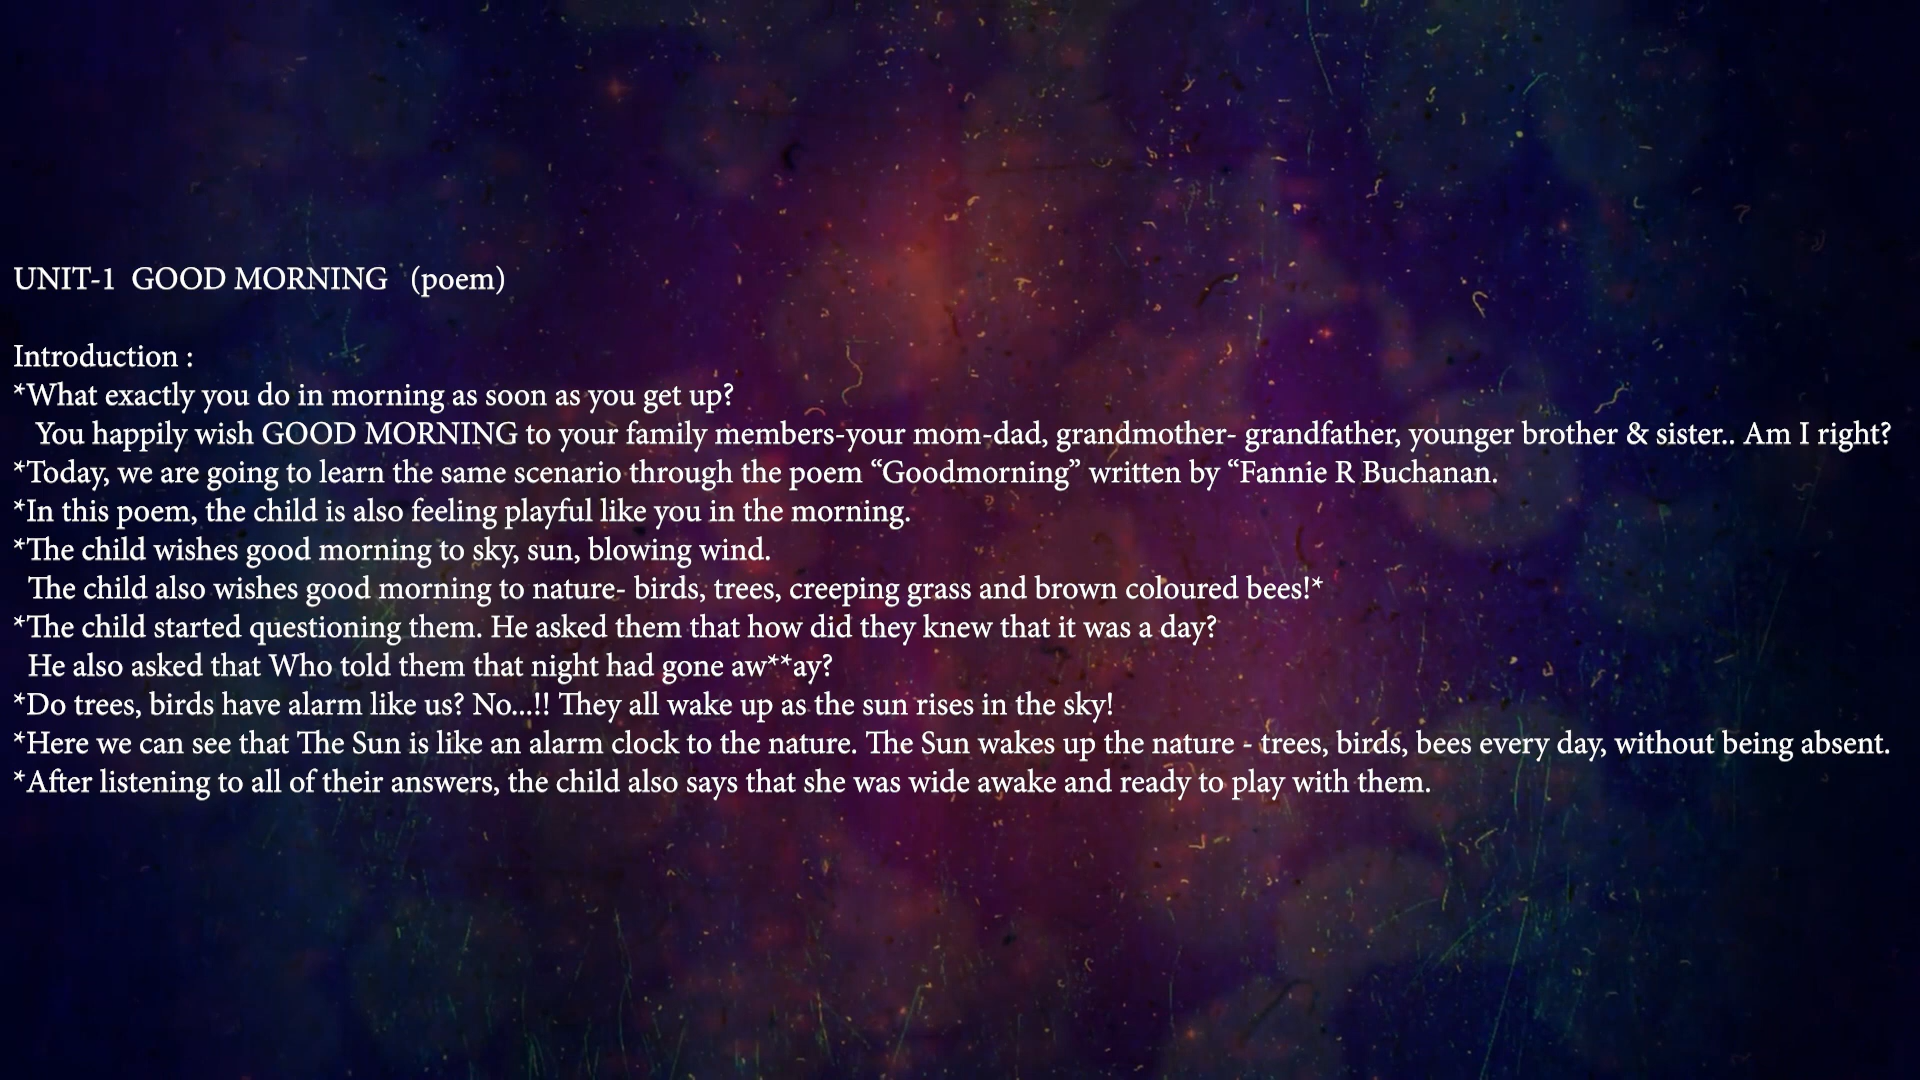 UNIT-1  GOOD MORNING   (poem)
Introduction :
*What exactly you do in morning as soon as you get up?
You happily wish GOOD MORNING to your family members-your mom-dad, grandmother- grandfather, younger brother & sister.. Am I right?
*Today, we are going to learn the same scenario through the poem “Goodmorning” written by “Fannie R Buchanan.
*In this poem, the child is also feeling playful like you in the morning.
*The child wishes good morning to sky, sun, blowing wind.
The child also wishes good morning to nature- birds, trees, creeping grass and brown coloured bees!*
*The child started questioning them. He asked them that how did they knew that it was a day?
He also asked that Who told them that night had gone aw**ay?
*Do trees, birds have alarm like us? No...!! They all wake up as the sun rises in the sky!
*Here we can see that The Sun is like an alarm clock to the nature. The Sun wakes up the nature - trees, birds, bees every day, without being absent.
*After listening to all of their answers, the child also says that she was wide awake and ready to play with them.